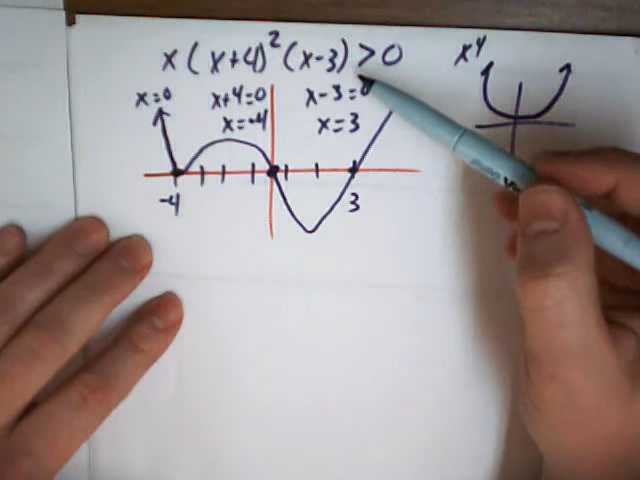 x(x+4)²(x-3)>0
x⁴
x=0 x+4=0 x-3=0
x=-4 x=3
-4 3